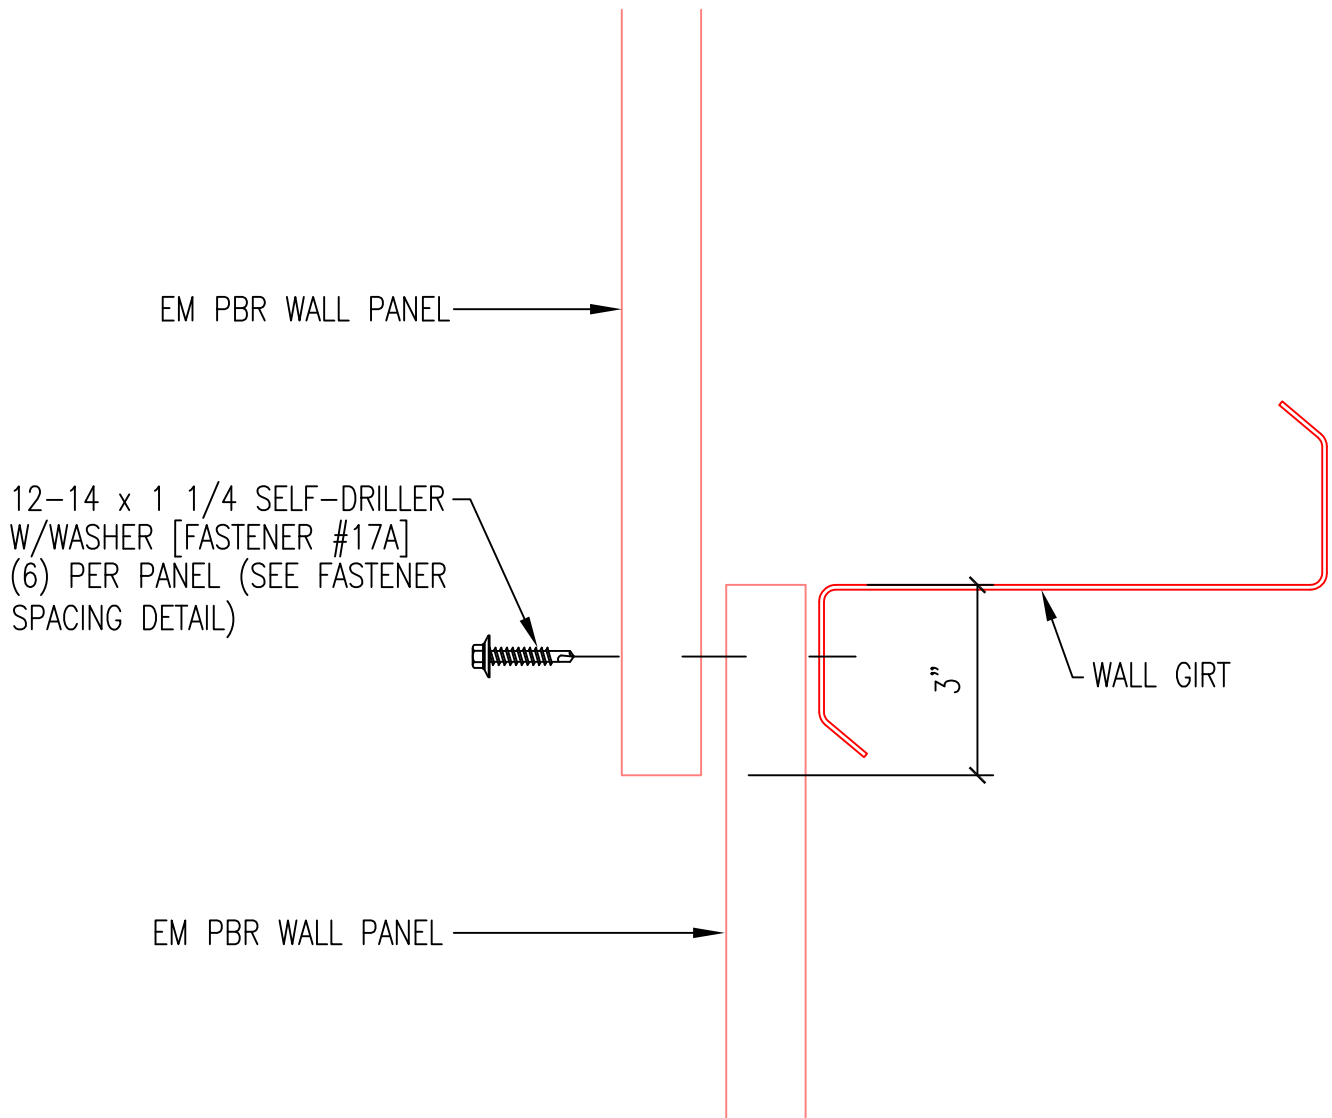 EM PBR WALL PANEL
12-14 x 1 1/4 SELF-DRILLER
W/WASHER [FASTENER #17A]
(6) PER PANEL (SEE FASTENER
SPACING DETAIL)
3"
WALL GIRT
EM PBR WALL PANEL